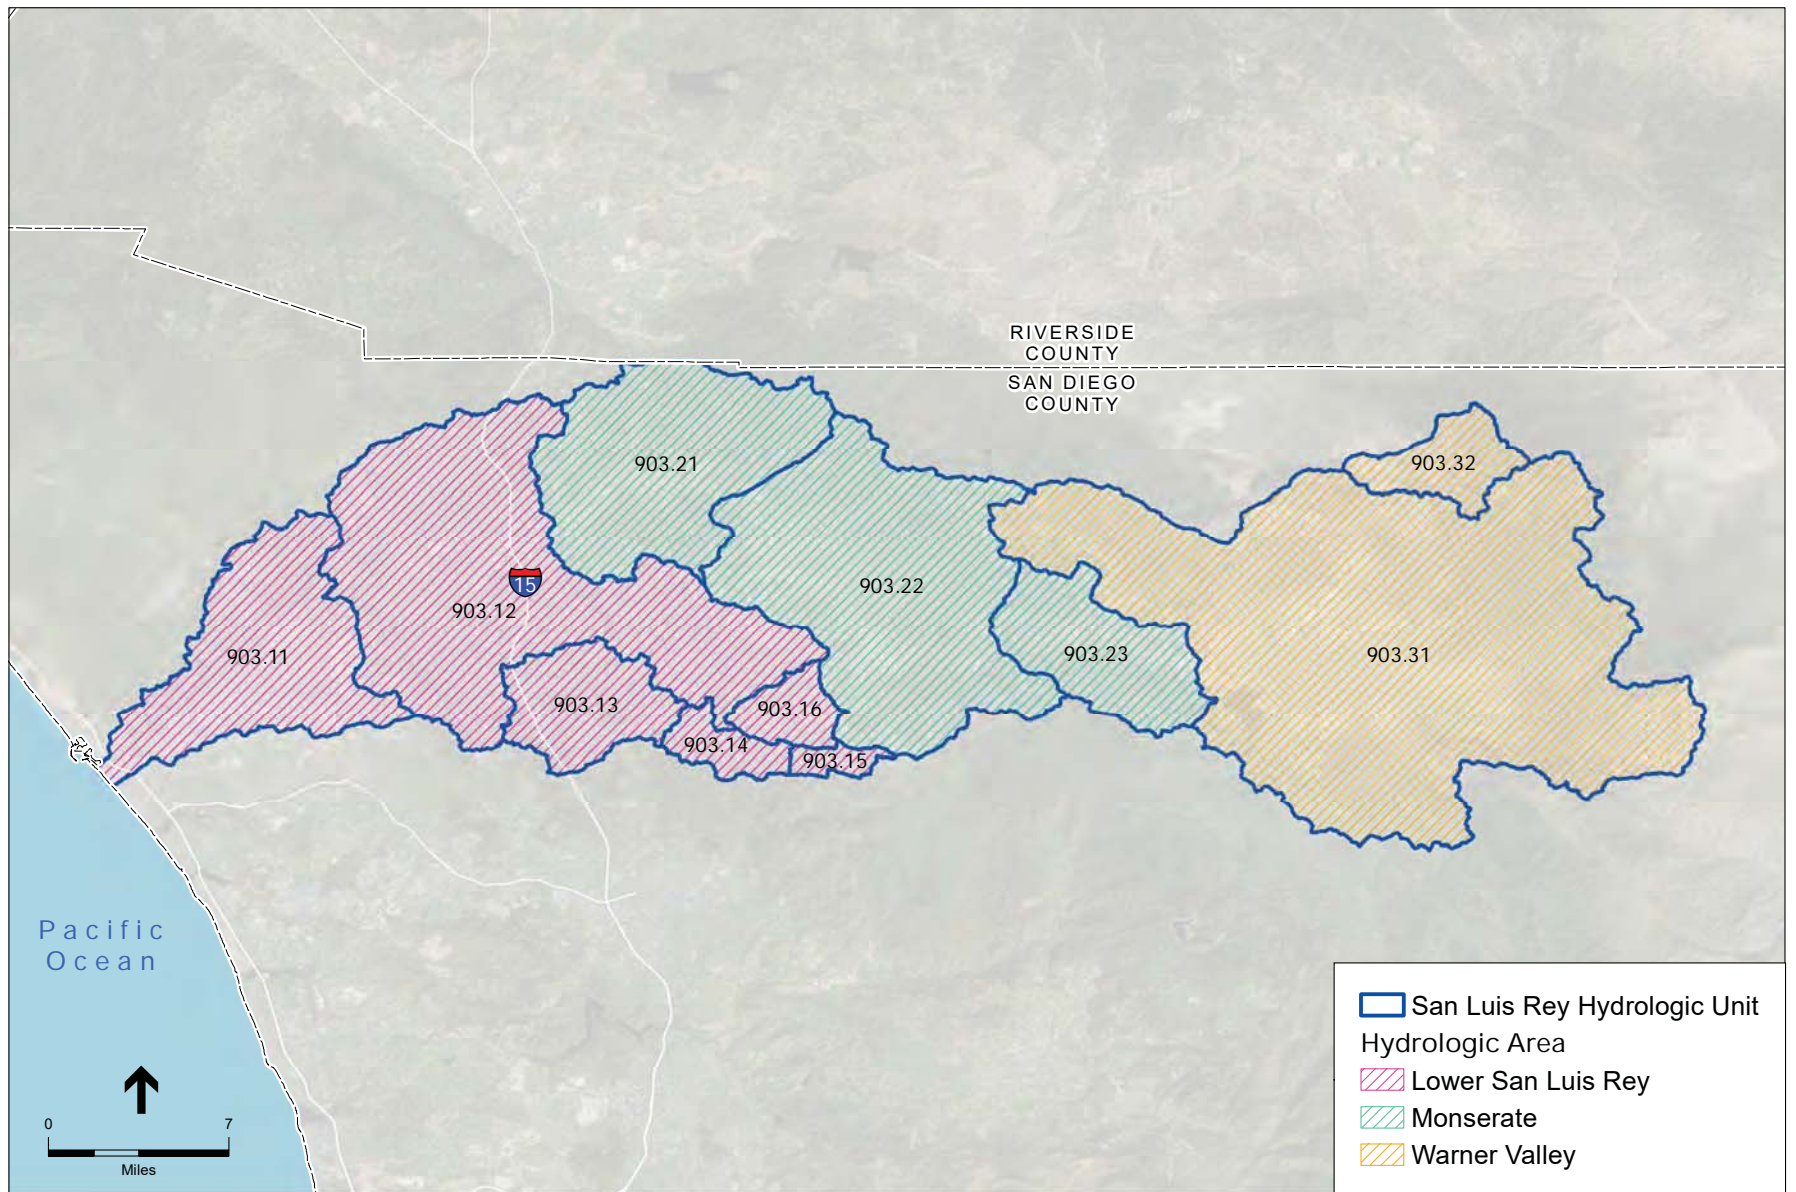 RIVERSIDE
COUNTY
SAN DIEGO
COUNTY
903.21
903.32
903.22
15
903.12
903.11
903.23
903.31
903.13
903.16
903.14
903.15
Pacific
Ocean
0 7
Miles
San Luis Rey Hydrologic Unit
Hydrologic Area
Lower San Luis Rey
Monserate
Warner Valley